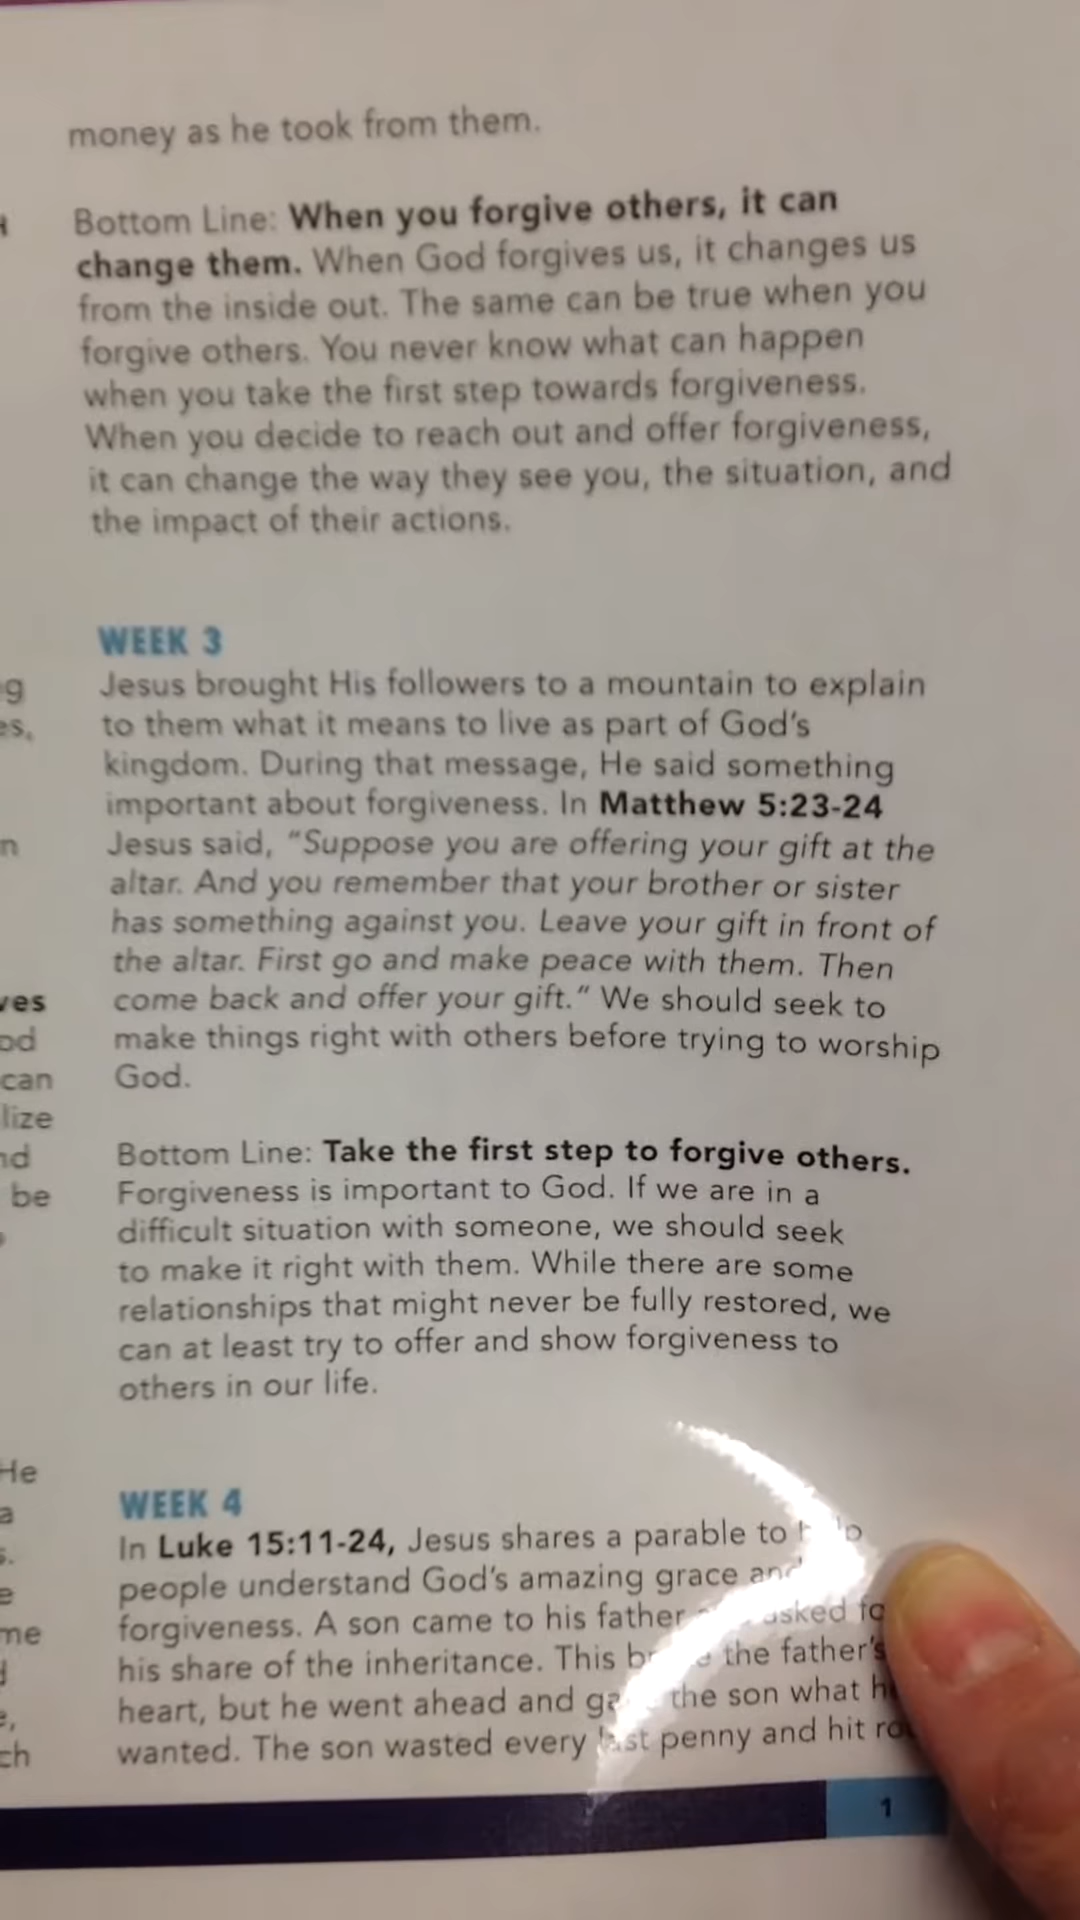 money as he took from them.
Bottom Line: When you forgive others, it can
change them. When God forgives us, it changes us
from the inside out. The same can be true when you
forgive others. You never know what can happen
when you take the first step towards forgiveness.
When you decide to reach out and offer forgiveness,
it can change the way they see you, the situation, and
the impact of their actions.
WEEK 3
Jesus brought His followers to a mountain to explain
to them what it means to live as part of God's
kingdom. During that message, He said something
important about forgiveness. In Matthew 5:23-24
Jesus said, "Suppose you are offering your gift at the
altar. And you remember that your brother or sister
has something against you. Leave your gift in front of
the altar. First go and make peace with them. Then
come back and offer your gift." We should seek to
make things right with others before trying to worship
God.
Bottom Line: Take the first step to forgive others.
Forgiveness is important to God. If we are in a
difficult situation with someone, we should seek
to make it right with them. While there are some
relationships that might never be fully restored, we
can at least try to offer and show forgiveness to
others in our life.
WEEK 4
In Luke 15:11-24, Jesus shares a parable to
people understand God's amazing grace and
forgiveness. A son came to his father asked
his share of the inheritance. This the father's
heart, but he went ahead and the son what
wanted. The son wasted every last penny and hit
1
can
be
He
a